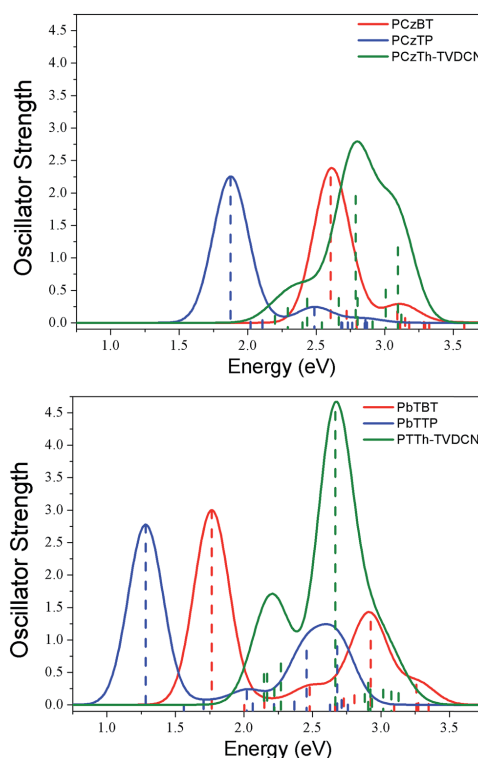 PCzBT
PCzTP
PCzTh-TVDCN
Oscillator Strength
4.5
4.0
3.5
3.0
2.5
2.0
1.5
1.0
0.5
0.0
1.0 1.5 2.0 2.5 3.0 3.5
Energy (eV)
PbTBT
PbTTP
PTTh-TVDCN
Oscillator Strength
4.5
4.0
3.5
3.0
2.5
2.0
1.5
1.0
0.5
0.0
1.0 1.5 2.0 2.5 3.0 3.5
Energy (eV)